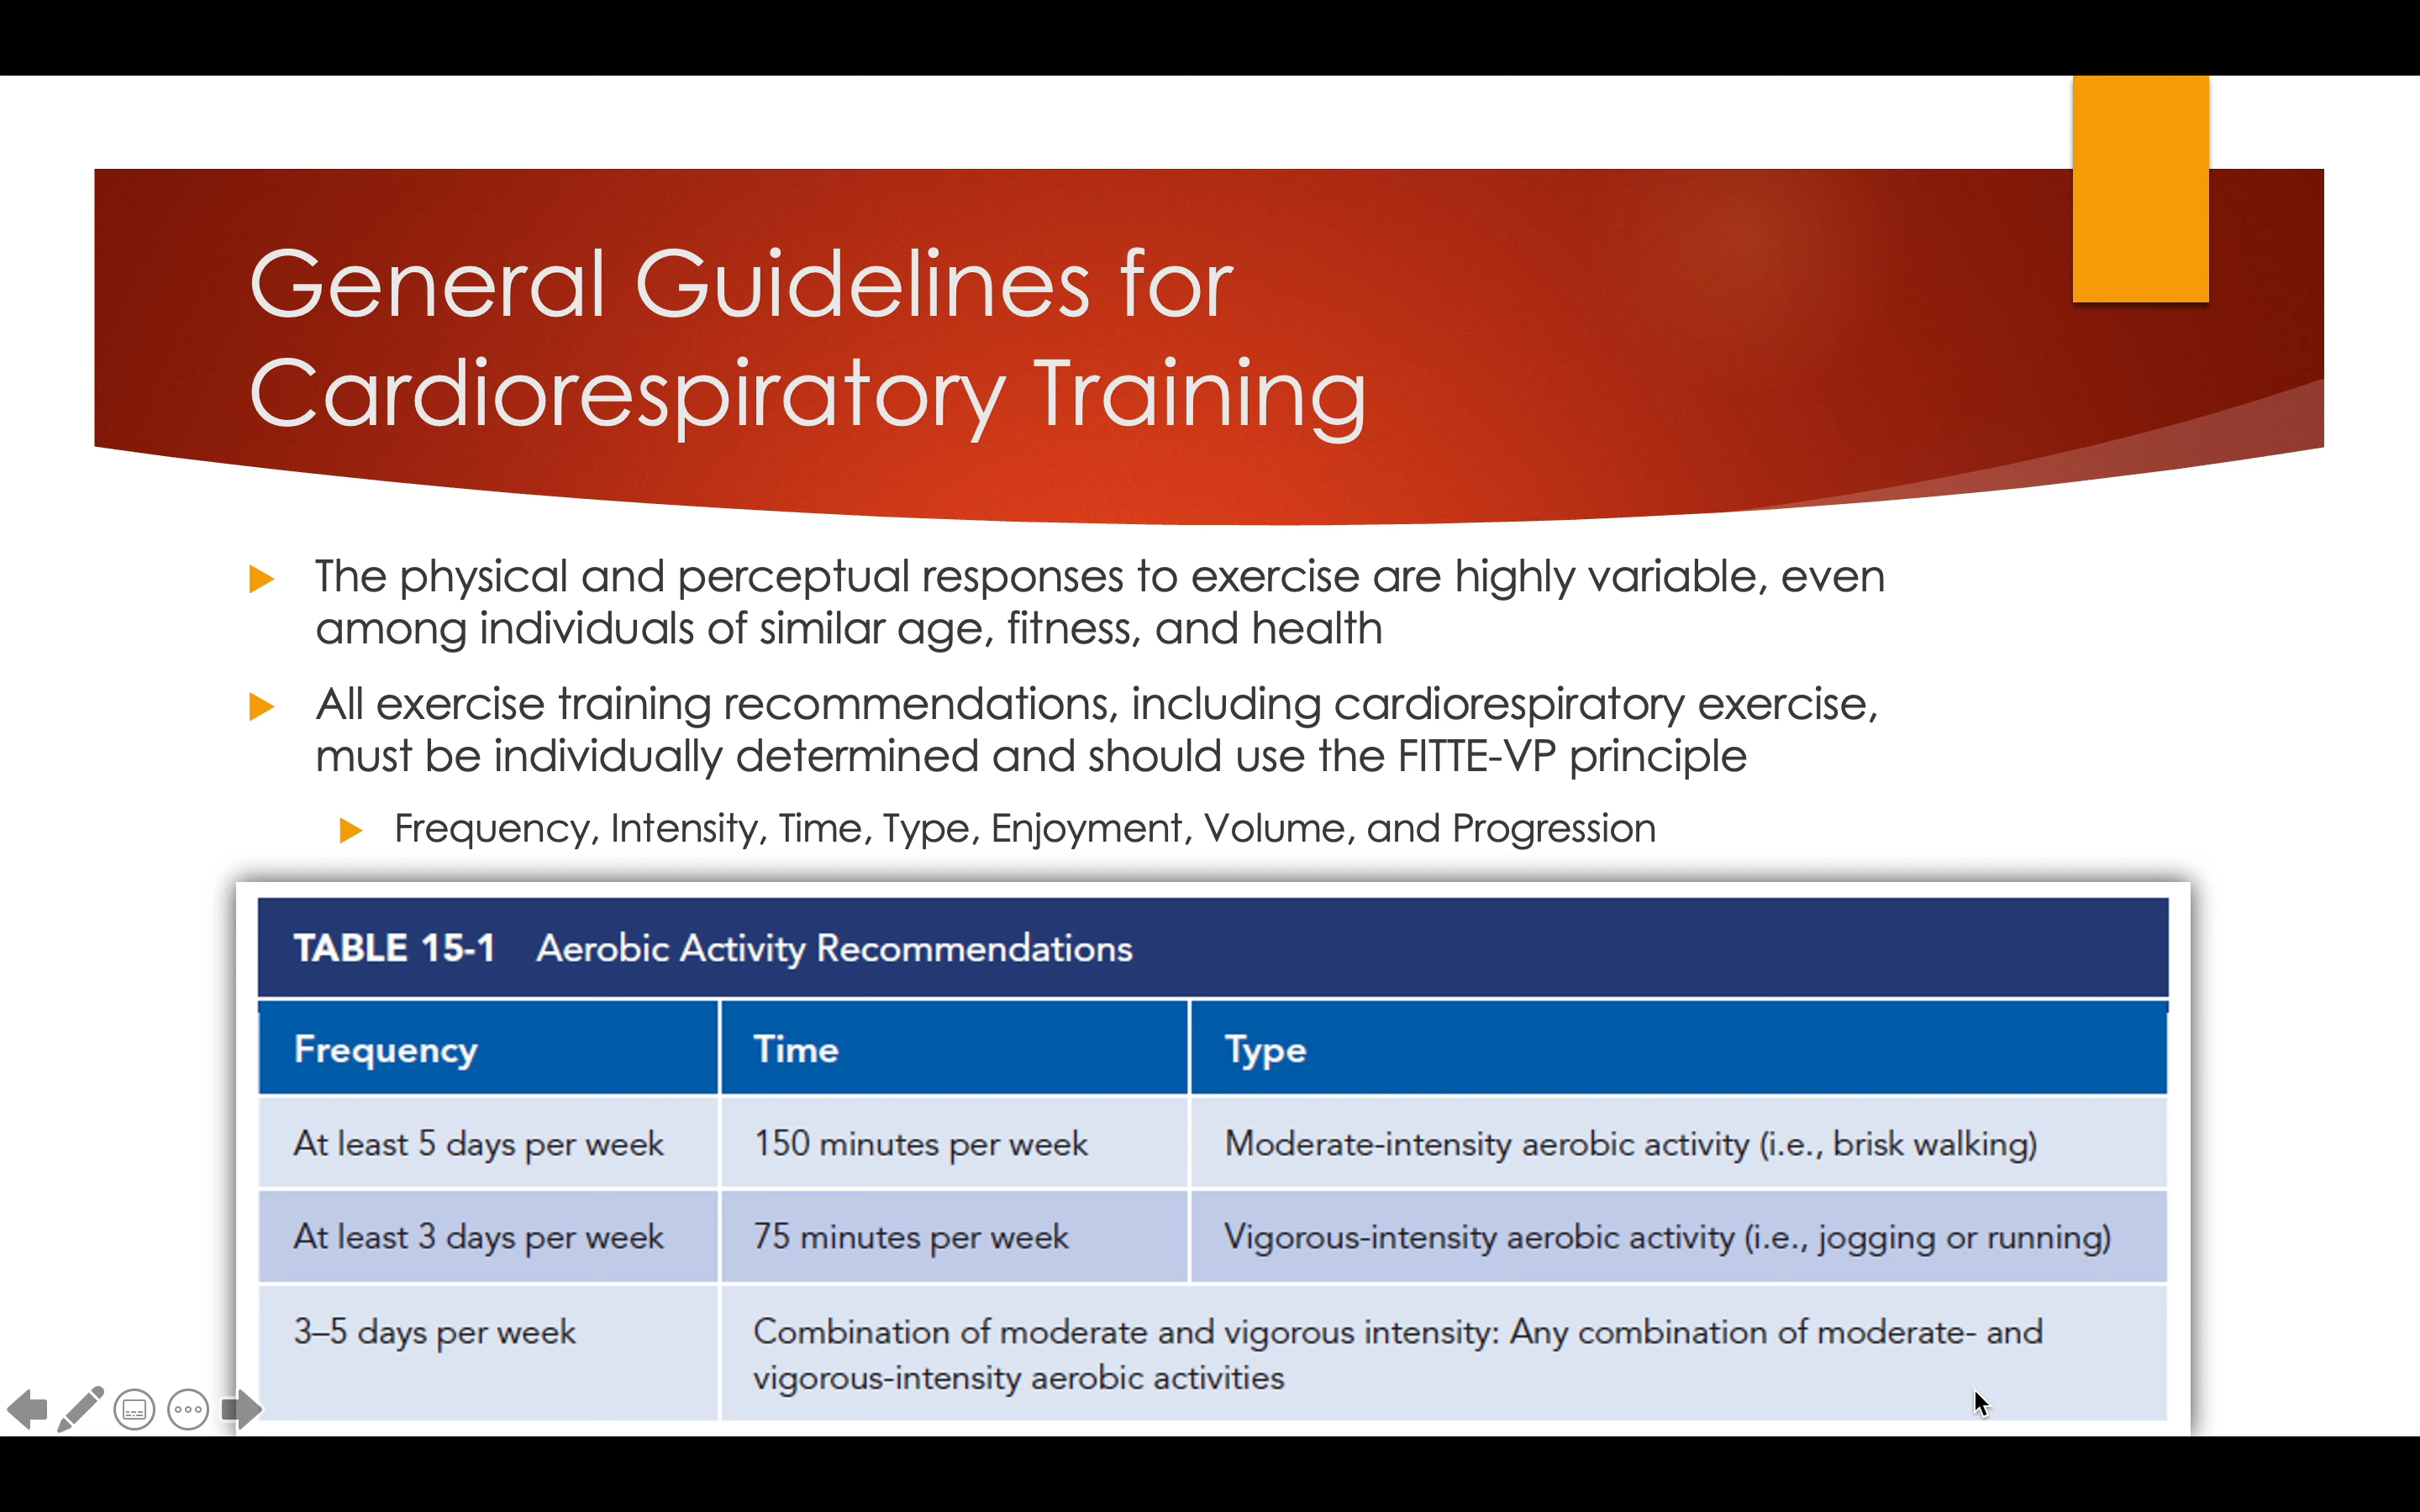 General Guidelines for
Cardiorespiratory Training
The physical and perceptual responses to exercise are highly variable, even
among individuals of similar age, fitness, and health
All exercise training recommendations, including cardiorespiratory exercise,
must be individually determined and should use the FITTE-VP principle
Frequency, Intensity, Time, Type, Enjoyment, Volume, and Progression
TABLE 15-1 Aerobic Activity Recommendations
Frequency Time Type
At least 5 days per week 150 minutes per week Moderate-intensity aerobic activity (i.e., brisk walking)
At least 3 days per week 75 minutes per week Vigorous-intensity aerobic activity (i.e., jogging or running)
3–5 days per week Combination of moderate and vigorous intensity: Any combination of moderate- and
vigorous-intensity aerobic activities